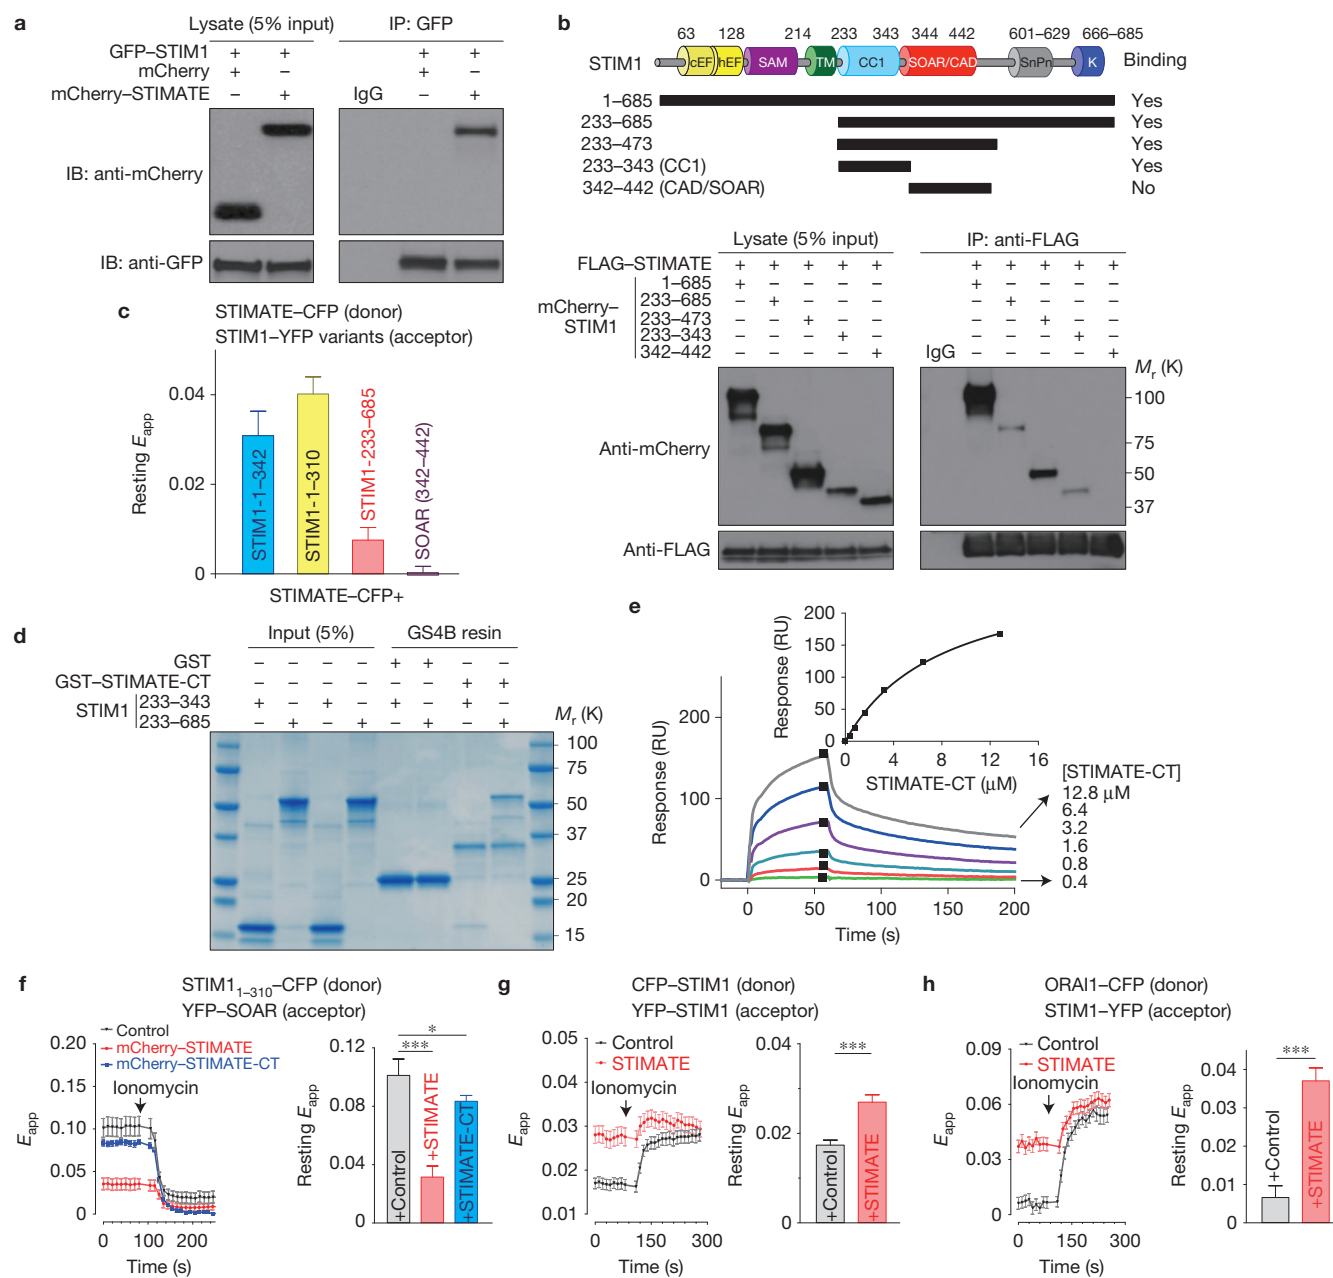 a
Lysate (5% input) IP: GFP
GFP–STIM1 + + + +
mCherry + – + –
mCherry–STIMATE – + IgG – +
IB: anti-mCherry
IB: anti-GFP
b
63 128 214 233 343 344 442 601–629 666–685
STIM1 cEF hEF SAM TM CC1 SOAR/CAD SnPn K Binding
1–685 Yes
233–685 Yes
233–473 Yes
233–343 (CC1) Yes
342–442 (CAD/SOAR) No
Lysate (5% input) IP: anti-FLAG
FLAG–STIMATE + + + + + + + + + +
mCherry–STIM1
1–685 + – – – – + – – – –
233–685 – + – – – – + – – –
233–473 – – + – – – – + – –
233–343 – – – + – – – – + –
342–442 – – – – + IgG – – – – +
Mr (K)
100
75
50
37
Anti-mCherry
Anti-FLAG
c
STIMATE–CFP (donor)
STIM1–YFP variants (acceptor)
Resting Eapp
0.04
0.02
0
STIM1-1–342
STIM1-1–310
STIM1-233–685
SOAR (342–442)
STIMATE–CFP+
d
Input (5%) GS4B resin
GST – – – – + + – –
GST–STIMATE-CT – – – – – – + +
STIM1
233–343 + – + – + – + –
233–685 – + – + – + – +
Mr (K)
100
75
50
37
25
20
15
e
Response (RU)
200
100
0
0 50 100 150 200
Time (s)
Response (RU)
200
150
100
50
0
0 4 8 12 16
STIMATE-CT (μM)
[STIMATE-CT]
12.8 μM
6.4
3.2
1.6
0.8
0.4
f
STIM11–310–CFP (donor)
YFP–SOAR (acceptor)
Control
mCherry–STIMATE
mCherry–STIMATE-CT
Ionomycin
Eapp
0.20
0.15
0.10
0.05
0
0 100 200
Time (s)
Resting Eapp
0.12
0.08
0.04
0
*
***
+Control
+STIMATE
+STIMATE-CT
g
CFP–STIM1 (donor)
YFP–STIM1 (acceptor)
Control
STIMATE
Ionomycin
Eapp
0.05
0.04
0.03
0.02
0.01
0 150 300
Time (s)
Resting Eapp
0.04
0.02
0
***
+Control
+STIMATE
h
ORAI1–CFP (donor)
STIM1–YFP (acceptor)
Control
STIMATE
Ionomycin
Eapp
0.09
0.06
0.03
0
0 150 300
Time (s)
Resting Eapp
0.04
0.03
0.02
0.01
0
***
+Control
+STIMATE